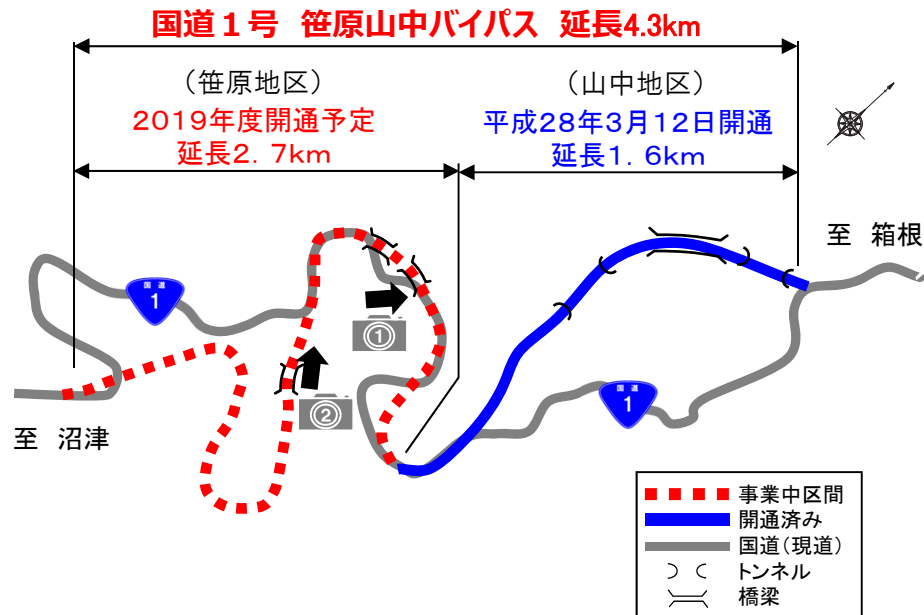 国道１号 笹原山中バイパス 延長4.3km
（笹原地区）
2019年度開通予定
延長2．7km
（山中地区）
平成28年3月12日開通
延長1．6km
至 箱根
国道
1
①
②
国道
1
至 沼津
事業中区間
開通済み
国道（現道）
トンネル
橋梁